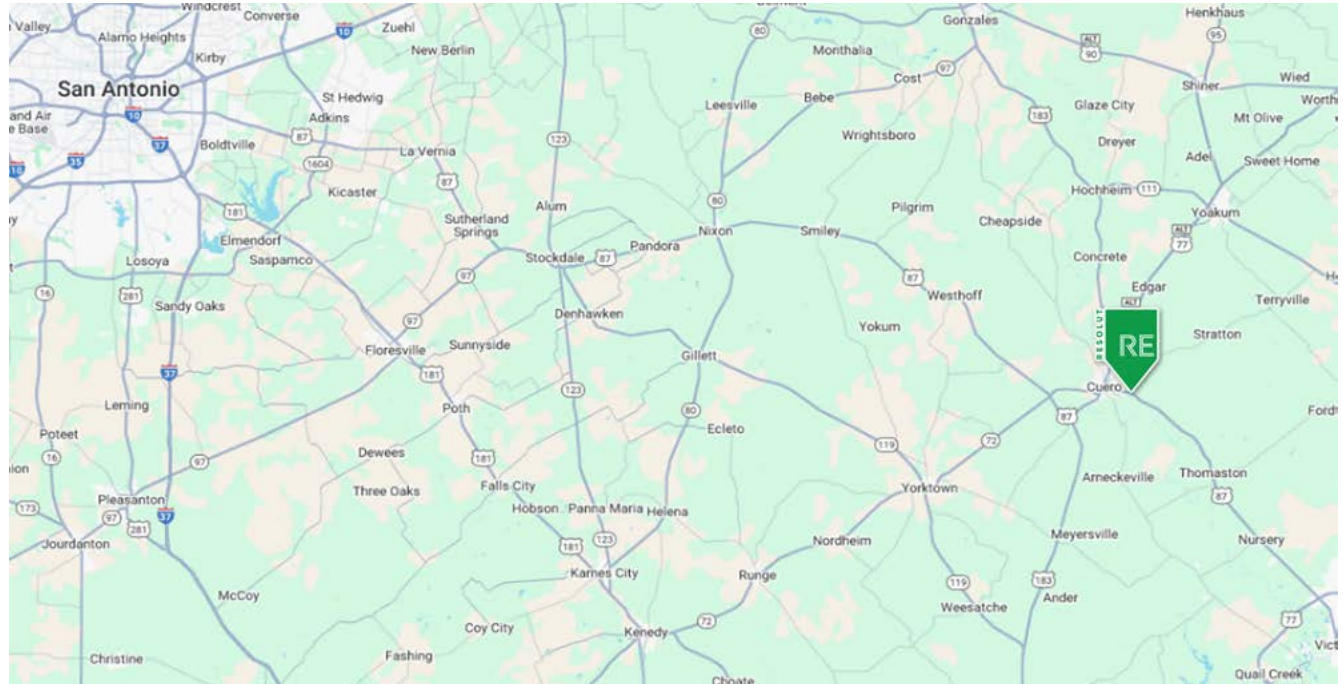 Windcrest
Converse
Valley
Alamo Heights
Kirby
10
Zuehl
New Berlin
San Antonio
10
St Hedwig
Adkins
and Air
e Base
35
37
10
Boldtville
87
1604
La Vernia
87
Kicaster
181
Elmendorf
Saspamco
Losoya
16
281
Sandy Oaks
Sutherland
Springs
97
97
Floresville
Sunnyside
181
37
Leming
Poteet
16
Poth
Dewees
Three Oaks
181
Falls City
97
Pleasanton
173
97
281
37
Jourdanton
McCoy
Christine
Coy City
Fashing
80
Gonzales
Henkhaus
95
Monthalia
97
Cost
Bebe
Leesville
ALT
90
Shiner
Wied
Glaze City
183
Mt Olive
Wrightsboro
Dreyer
Adel
Sweet Home
123
Alum
Stockdale
87
Pandora
80
Nixon
Smiley
Pilgrim
Cheapside
Hochheim
111
Yoakum
ALT
77
Concrete
Edgar
ALT
Terryville
87
Westhoff
Yokum
Stratton
Denhawken
Gillett
123
80
Ecleto
RESOLUT
RE
Cuero
87
119
72
Yorktown
Arneckeville
Thomaston
87
Hobson
Panna Maria
Helena
123
181
Karnes City
Nordheim
Runge
Meyersville
Nursery
119
183
Weesatche
Ander
72
Kenedy
Choate
77
Vict
Quail Creek